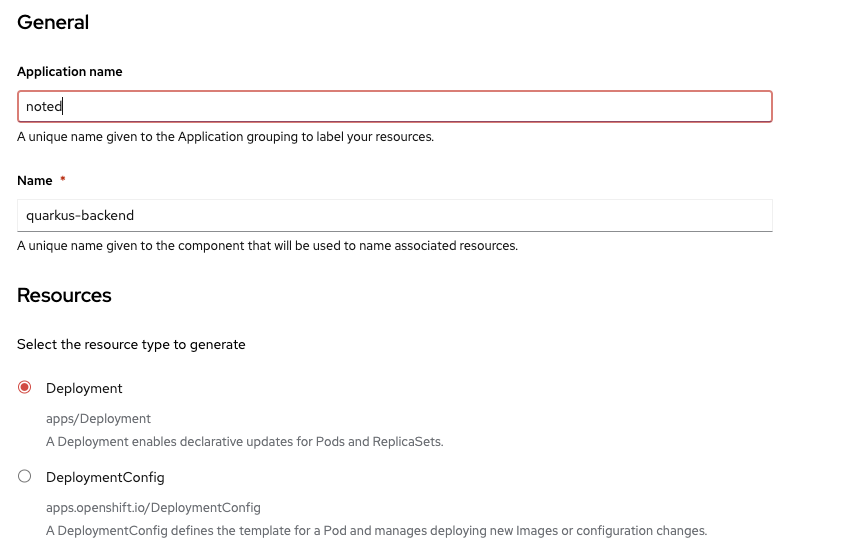 General
Application name
noted
A unique name given to the Application grouping to label your resources.
Name *
quarkus-backend
A unique name given to the component that will be used to name associated resources.
Resources
Select the resource type to generate
Deployment
apps/Deployment
A Deployment enables declarative updates for Pods and ReplicaSets.
DeploymentConfig
apps.openshift.io/DeploymentConfig
A DeploymentConfig defines the template for a Pod and manages deploying new Images or configuration changes.